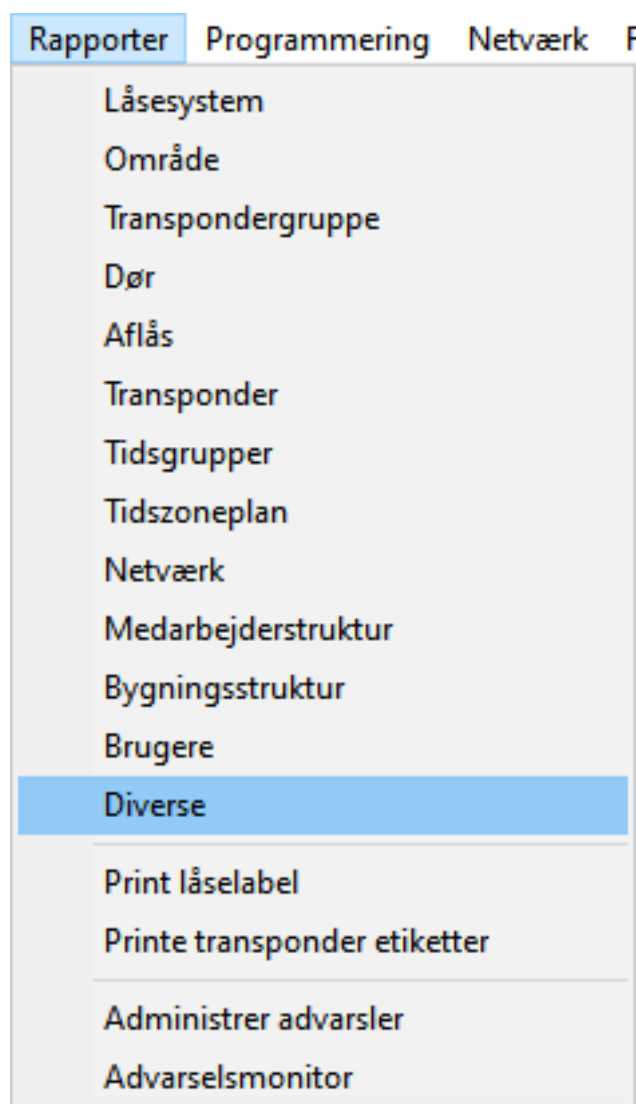 Rapporter Programmering Netværk
Låsesystem
Område
Transpondergruppe
Dør
Aflås
Transponder
Tidsgrupper
Tidszoneplan
Netværk
Medarbejderstruktur
Bygningsstruktur
Brugere
Diverse
Print låselabel
Printe transponder etiketter
Administrer advarsler
Advarselsmonitor